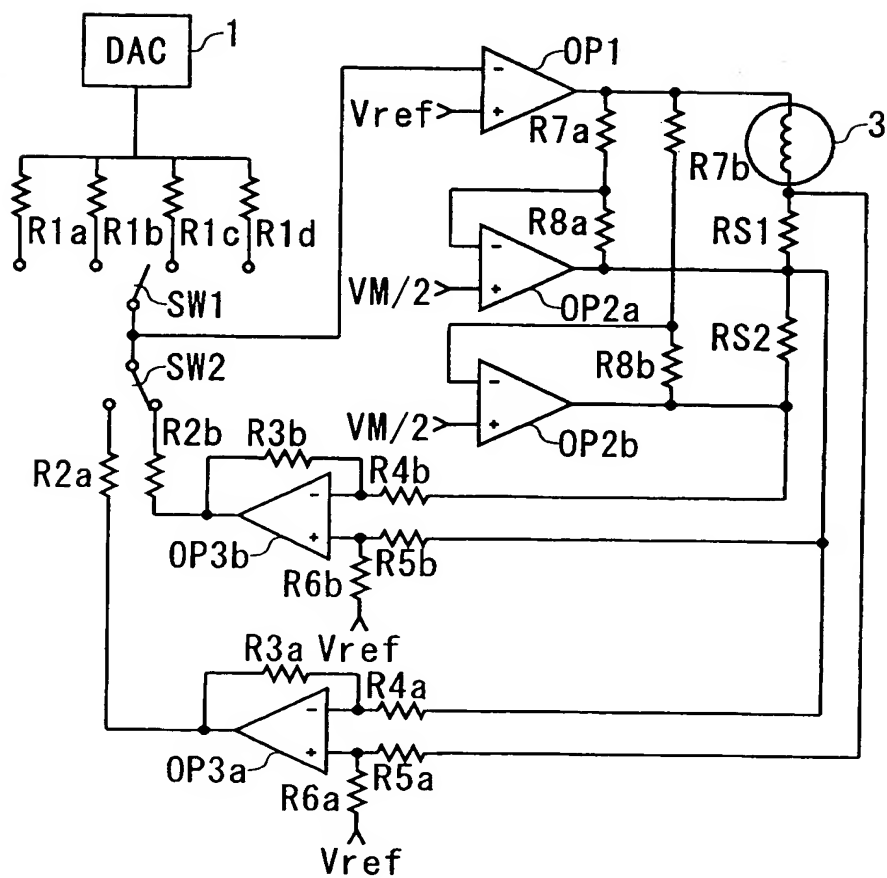 DAC 1
OP1
Vref
R7a
R7b
3
R1a R1b R1c R1d
R8a
RS1
SW1
VM/2
OP2a
RS2
SW2
R8b
R2b
R3b
VM/2
OP2b
R2a
R4b
OP3b
R6b
R5b
Vref
R3a
R4a
OP3a
R6a
R5a
Vref